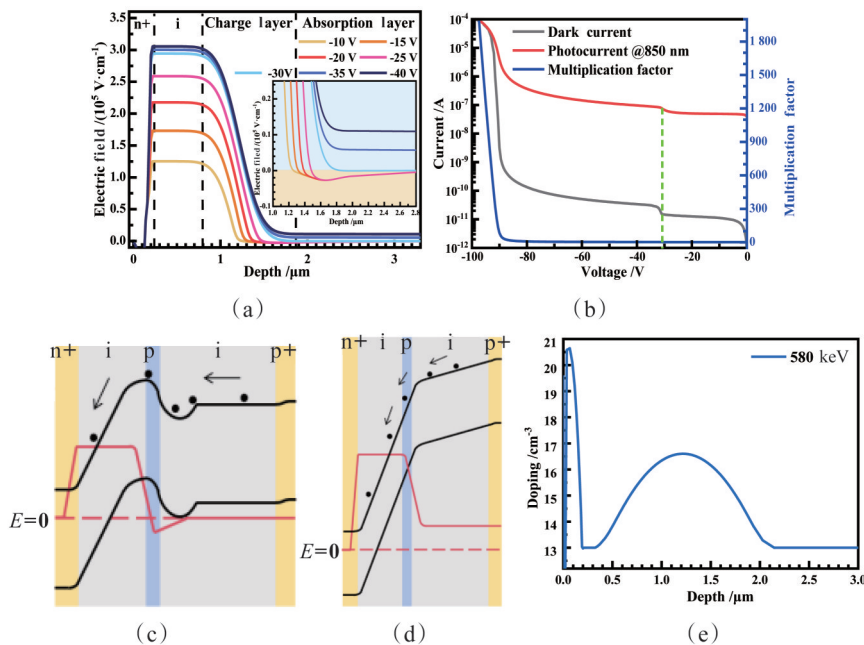 n+ i Charge layer Absorption layer
-10 V -15 V
-20 V -25 V
-30V -35 V -40 V
Electric field /(10⁵ V·cm⁻¹)
3.5
3.0
2.5
2.0
1.5
1.0
0.5
0.0
0 1 2 3
Depth /μm
Electric filed /(10⁵ V·cm⁻¹)
0.2
0.1
0.0
-0.1
1.0 1.2 1.4 1.6 1.8 2.0 2.2 2.4 2.6 2.8
Depth /μm
(a)
Dark current
Photocurrent @850 nm
Multiplication factor
Current /A
10⁻⁴
10⁻⁵
10⁻⁶
10⁻⁷
10⁻⁸
10⁻⁹
10⁻¹⁰
10⁻¹¹
10⁻¹²
-100 -80 -60 -40 -20 0
Voltage /V
1 800
1 500
1200
900
600
300
0
Multiplication factor
(b)
n+ i p i p+
E=0
(c)
n+ i p i p+
E=0
(d)
580 keV
Doping /cm⁻³
21
20
19
18
17
16
15
14
13
0.0 0.5 1.0 1.5 2.0 2.5 3.0
Depth /μm
(e)